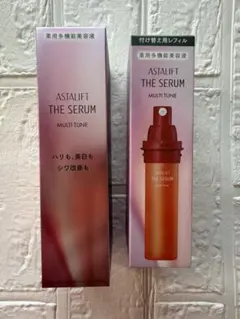 薬用多機能美容液
ASTALIFT
THE SERUM
MULTI TUNE
ハリも、美白も
シワ改善も
付け替え用レフィル
薬用多機能美容液
ASTALIFT
THE SERUM
MULTI TUNE